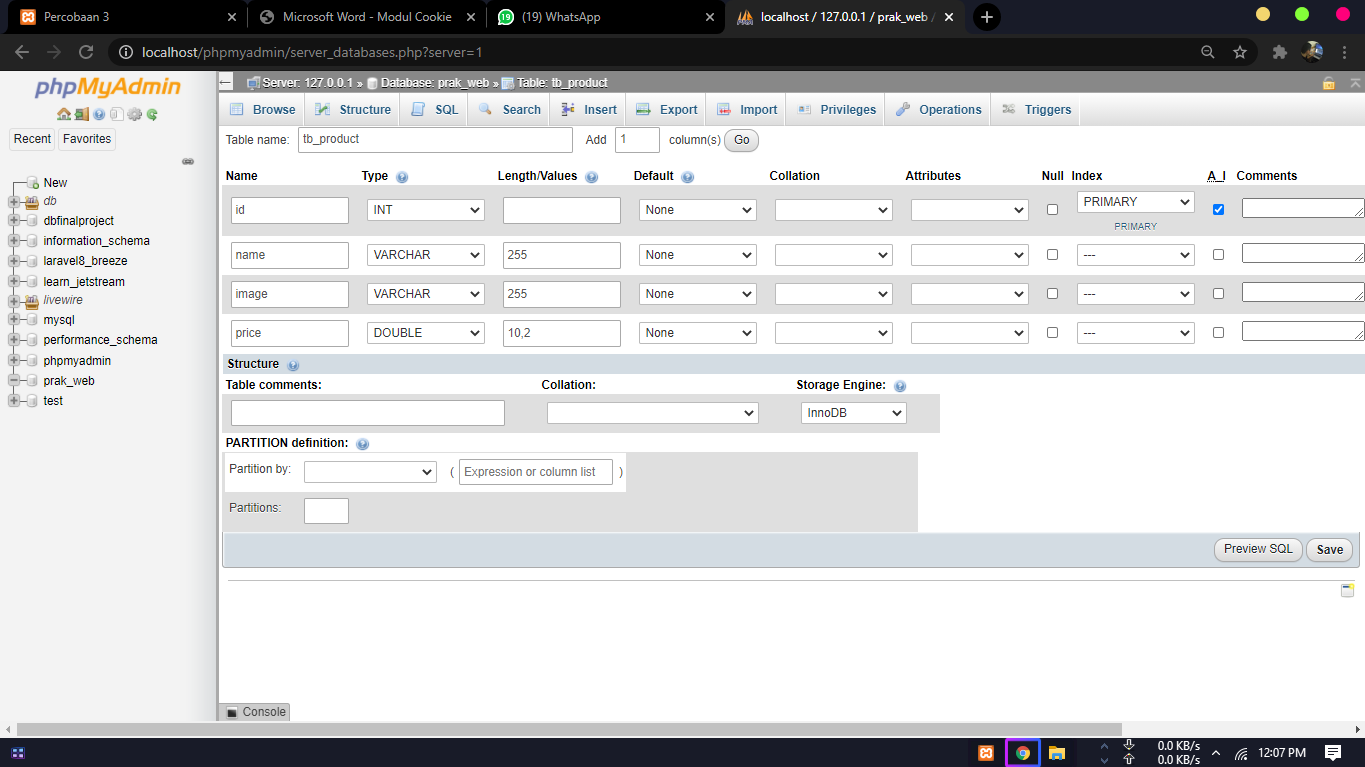 Percobaan 3
Microsoft Word - Modul Cookie
19
(19) WhatsApp
localhost / 127.0.0.1 / prak_web /
localhost/phpmyadmin/server_databases.php?server=1
phpMyAdmin
Recent Favorites
New
db
dbfinalproject
information_schema
laravel8_breeze
learn_jetstream
livewire
mysql
performance_schema
phpmyadmin
prak_web
test
Server: 127.0.0.1 » Database: prak_web » Table: tb_product
Browse Structure SQL Search Insert Export Import Privileges Operations Triggers
Table name: tb_product Add 1 column(s) Go
Name Type Length/Values Default Collation Attributes Null Index A_I Comments
id INT None PRIMARY
PRIMARY
name VARCHAR 255 None ---
image VARCHAR 255 None ---
price DOUBLE 10,2 None ---
Structure
Table comments: Collation: Storage Engine:
InnoDB
PARTITION definition:
Partition by: ( Expression or column list )
Partitions:
Preview SQL Save
Console
0.0 KB/s
0.0 KB/s
12:07 PM